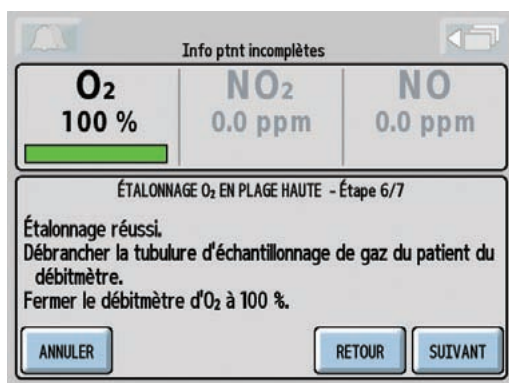 Info ptnt incomplètes
O₂ NO₂ NO
100 % 0.0 ppm 0.0 ppm
ÉTALONNAGE O₂ EN PLAGE HAUTE - Étape 6/7
Étalonnage réussi.
Débrancher la tubulure d'échantillonnage de gaz du patient du
débitmètre.
Fermer le débitmètre d'O₂ à 100 %.
ANNULER RETOUR SUIVANT